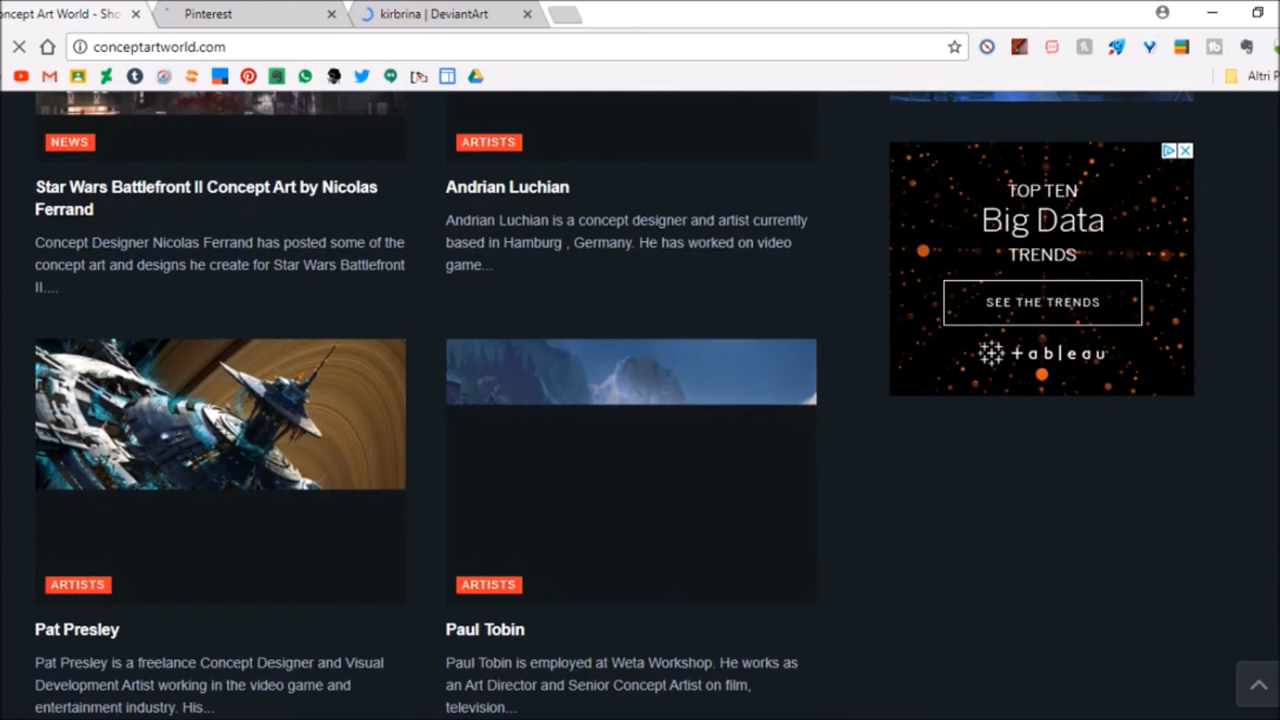 oncept Art World - Sho
Pinterest
kirbrina | DeviantArt
conceptartworld.com
Altri P
NEWS
ARTISTS
Star Wars Battlefront II Concept Art by Nicolas
Ferrand
Concept Designer Nicolas Ferrand has posted some of the
concept art and designs he create for Star Wars Battlefront
II....
Andrian Luchian
Andrian Luchian is a concept designer and artist currently
based in Hamburg , Germany. He has worked on video
game...
TOP TEN
Big Data
TRENDS
SEE THE TRENDS
+ableau
ARTISTS
ARTISTS
Pat Presley
Pat Presley is a freelance Concept Designer and Visual
Development Artist working in the video game and
entertainment industry. His...
Paul Tobin
Paul Tobin is employed at Weta Workshop. He works as
an Art Director and Senior Concept Artist on film,
television...